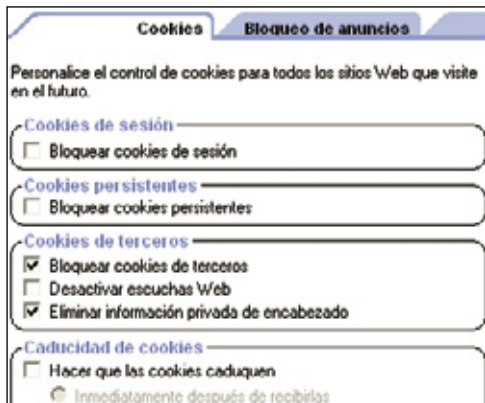 Cookies
Bloqueo de anuncios
Personalice el control de cookies para todos los sitios Web que visite
en el futuro.
Cookies de sesión
Bloquear cookies de sesión
Cookies persistentes
Bloquear cookies persistentes
Cookies de terceros
Bloquear cookies de terceros
Desactivar escuchas Web
Eliminar información privada de encabezado
Caducidad de cookies
Hacer que las cookies caduquen
Inmediatamente después de recibirlas